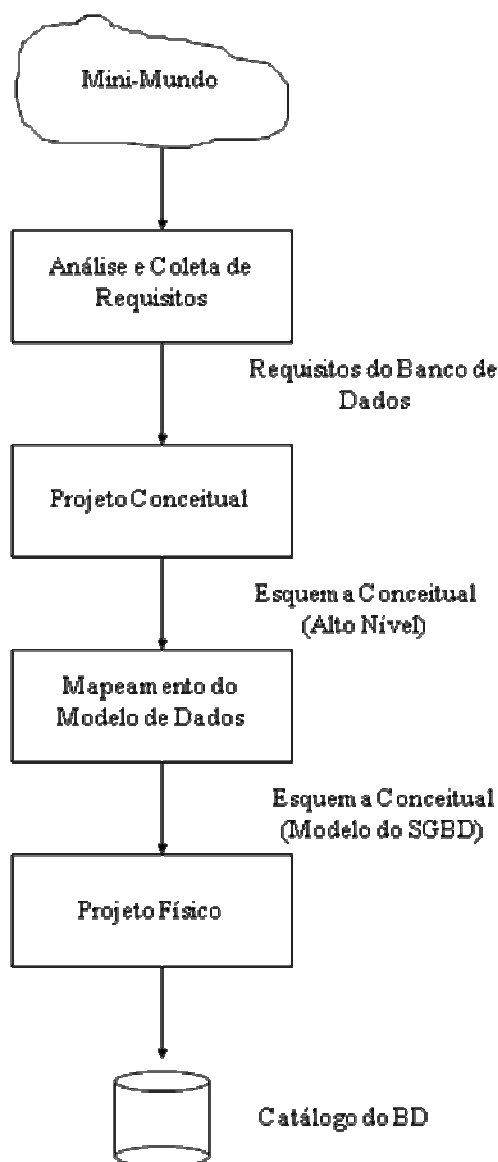 Mini-Mundo
Análise e Coleta de
Requisitos
Requisitos do Banco de
Dados
Projeto Conceitual
Esquema Conceitual
(Alto Nível)
Mapeamento do
Modelo de Dados
Esquema Conceitual
(Modelo do SGBD)
Projeto Físico
Catálogo do BD